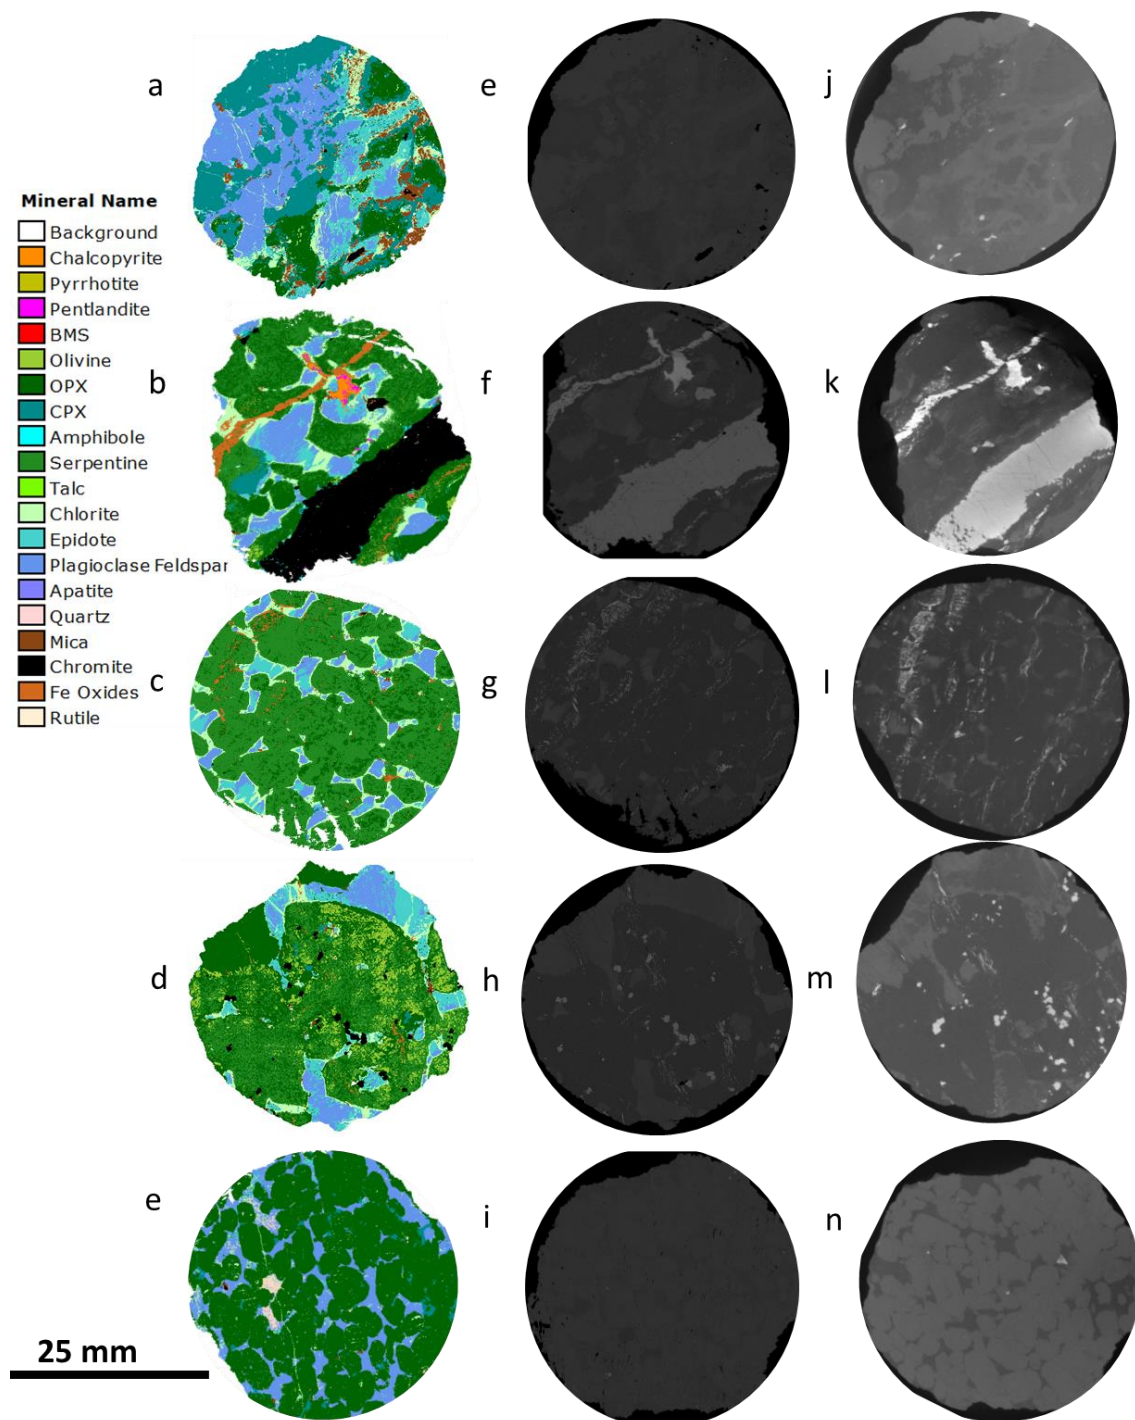 a
e
j
Mineral Name
Background
Chalcopyrite
Pyrrhotite
Pentlandite
BMS
Olivine
OPX
CPX
Amphibole
Serpentine
Talc
Chlorite
Epidote
Plagioclase Feldspar
Apatite
Quartz
Mica
Chromite
Fe Oxides
Rutile
b
f
k
c
g
l
d
h
m
e
i
n
25 mm